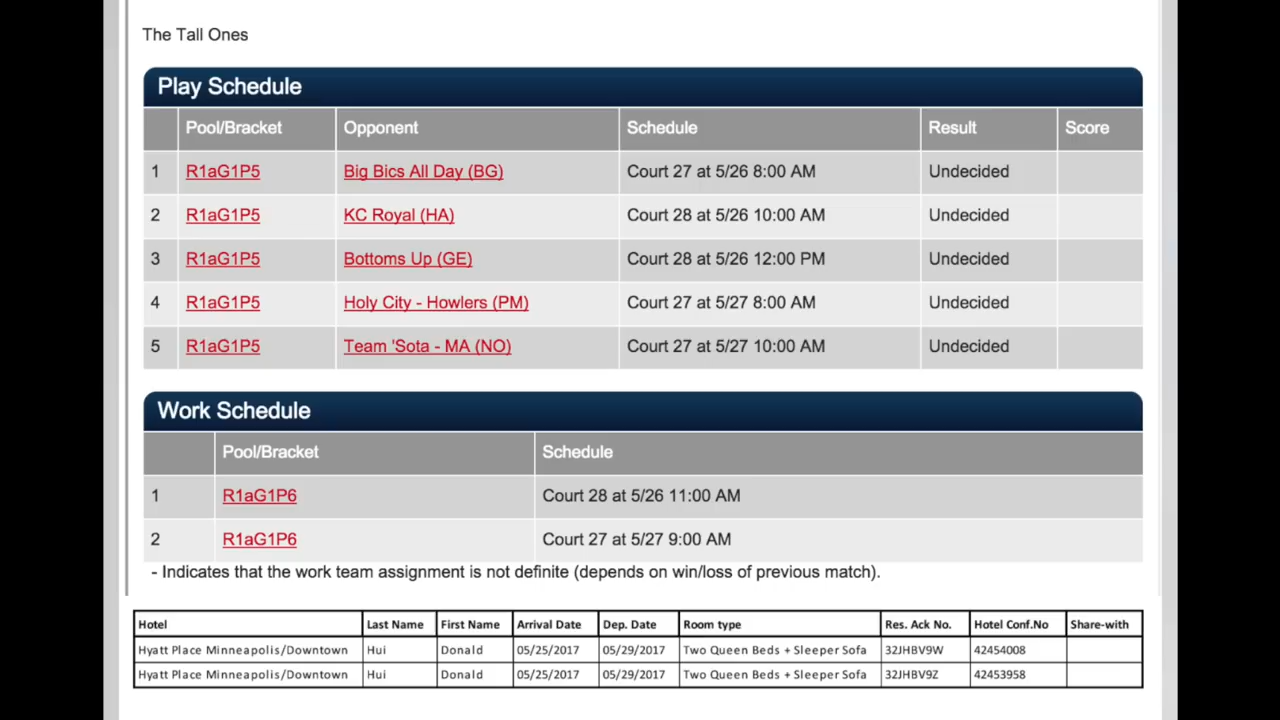 The Tall Ones
Play Schedule
Pool/Bracket Opponent Schedule Result Score
1 R1aG1P5 Big Bics All Day (BG) Court 27 at 5/26 8:00 AM Undecided
2 R1aG1P5 KC Royal (HA) Court 28 at 5/26 10:00 AM Undecided
3 R1aG1P5 Bottoms Up (GE) Court 28 at 5/26 12:00 PM Undecided
4 R1aG1P5 Holy City - Howlers (PM) Court 27 at 5/27 8:00 AM Undecided
5 R1aG1P5 Team 'Sota - MA (NO) Court 27 at 5/27 10:00 AM Undecided
Work Schedule
Pool/Bracket Schedule
1 R1aG1P6 Court 28 at 5/26 11:00 AM
2 R1aG1P6 Court 27 at 5/27 9:00 AM
- Indicates that the work team assignment is not definite (depends on win/loss of previous match).
Hotel Last Name First Name Arrival Date Dep. Date Room type Res. Ack No. Hotel Conf.No Share-with
Hyatt Place Minneapolis/Downtown Hui Donald 05/25/2017 05/29/2017 Two Queen Beds + Sleeper Sofa 32JHBV9W 42454008
Hyatt Place Minneapolis/Downtown Hui Donald 05/25/2017 05/29/2017 Two Queen Beds + Sleeper Sofa 32JHBV9Z 42453958